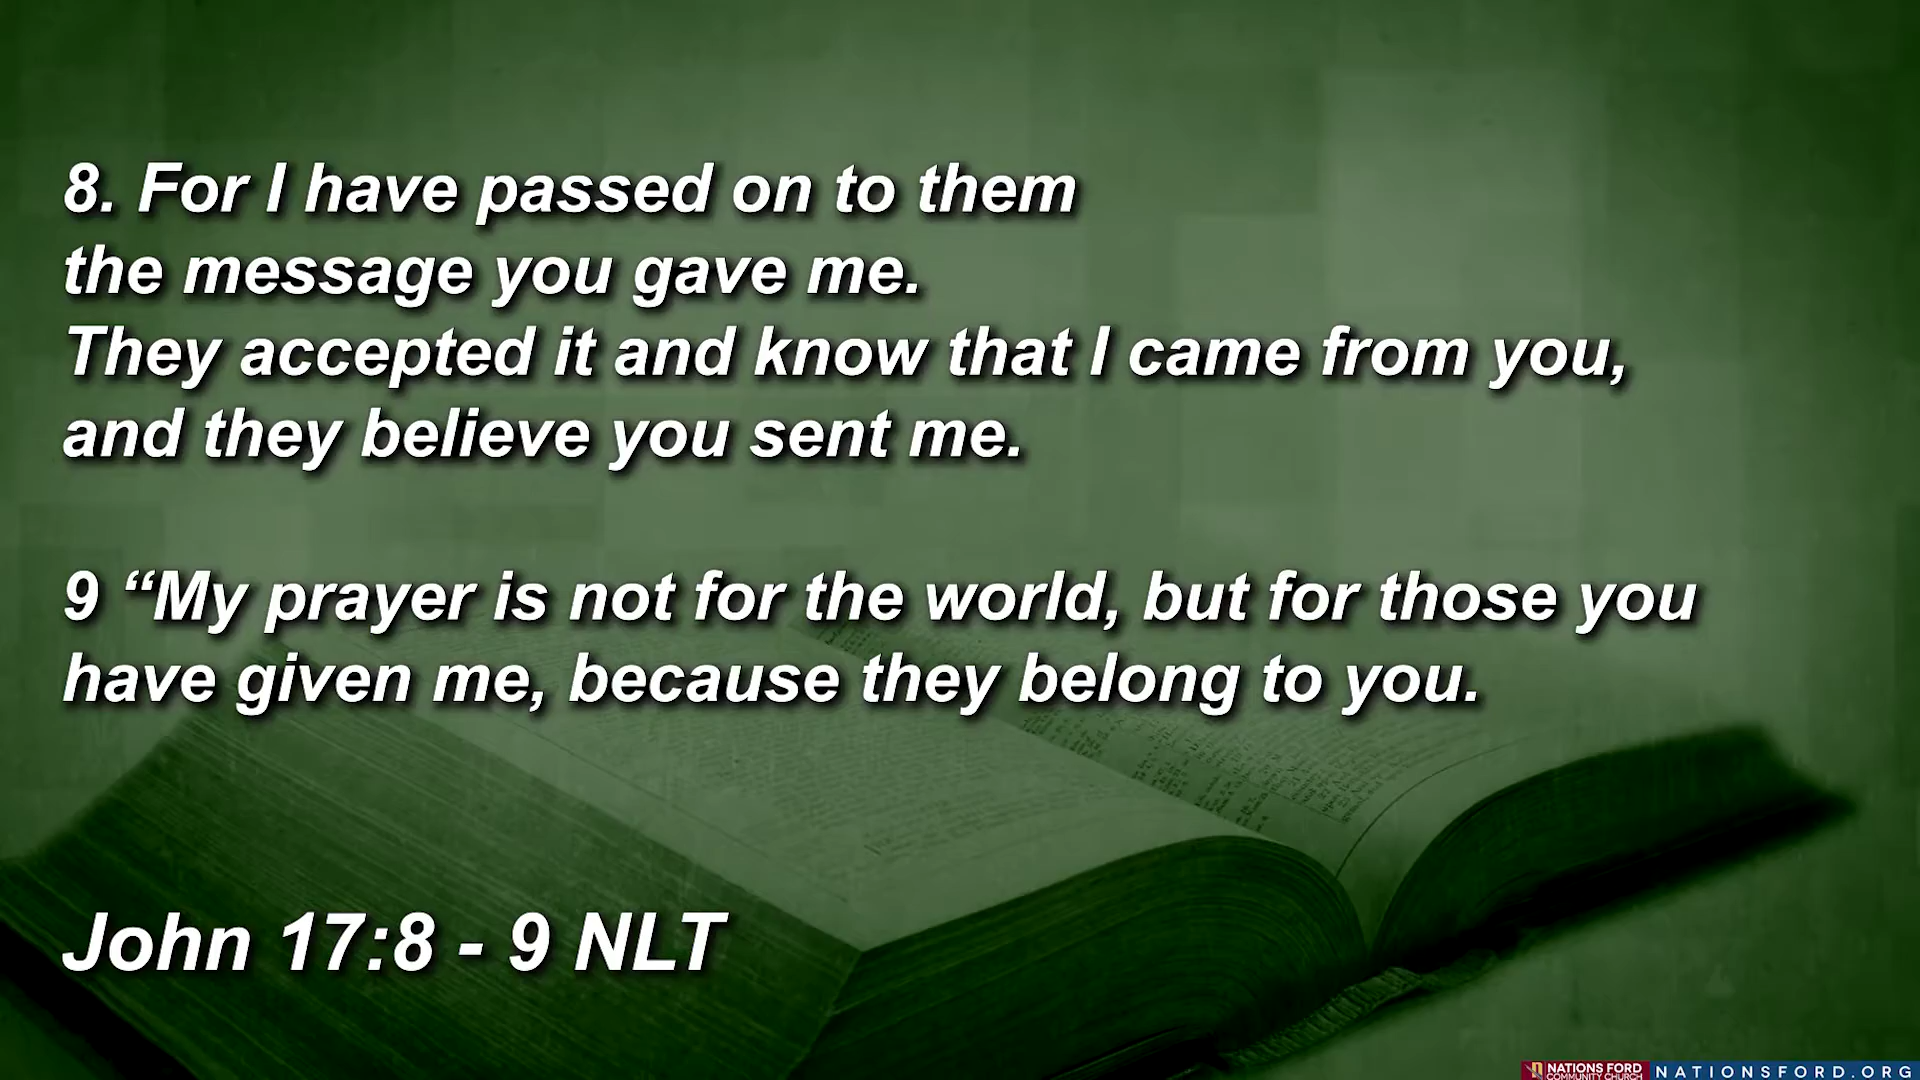 8. For I have passed on to them
the message you gave me.
They accepted it and know that I came from you,
and they believe you sent me.
9 “My prayer is not for the world, but for those you
have given me, because they belong to you.
John 17:8 - 9 NLT
NATIONS FORD
COMMUNITY CHURCH
NATIONSFORD.ORG